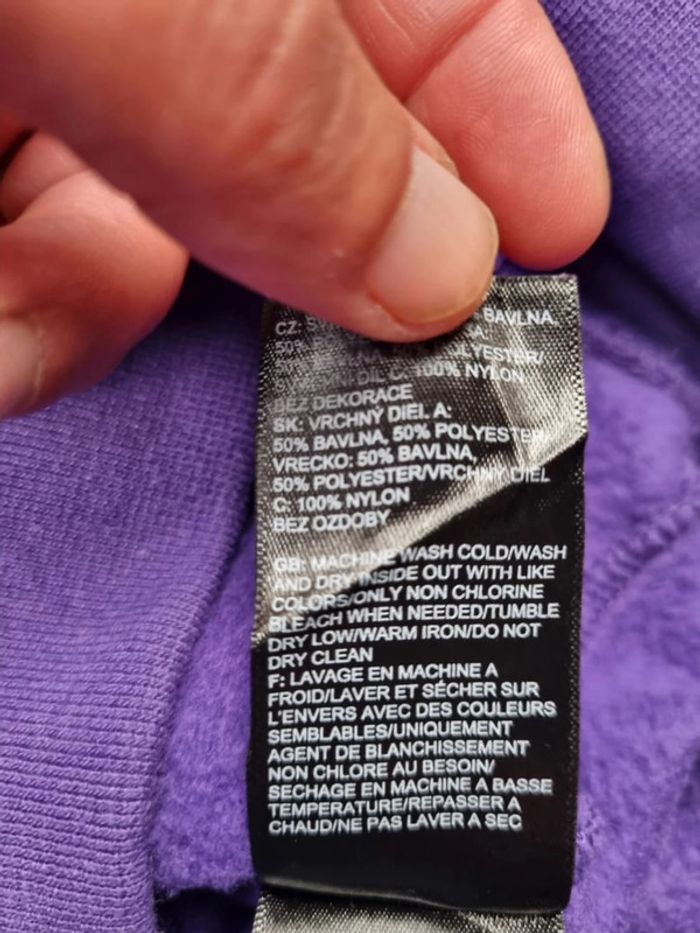 CZ: BAVLNA,
50%
DIL C: 100% NYLON
BEZ DEKORACE
SK: VRCHNÝ DIEL A:
50% BAVLNA, 50% POLYESTER
VRECKO: 50% BAVLNA,
50% POLYESTER/VRCHNÝ DIEL
C: 100% NYLON
BEZ OZDOBY
GB: MACHINE WASH COLD/WASH
AND DRY INSIDE OUT WITH LIKE
COLORS/ONLY NON CHLORINE
BLEACH WHEN NEEDED/TUMBLE
DRY LOW/WARM IRON/DO NOT
DRY CLEAN
F: LAVAGE EN MACHINE A
FROID/LAVER ET SÉCHER SUR
L'ENVERS AVEC DES COULEURS
SEMBLABLES/UNIQUEMENT
AGENT DE BLANCHISSEMENT
NON CHLORE AU BESOIN/
SECHAGE EN MACHINE A BASSE
TEMPERATURE/REPASSER A
CHAUD/NE PAS LAVER A SEC